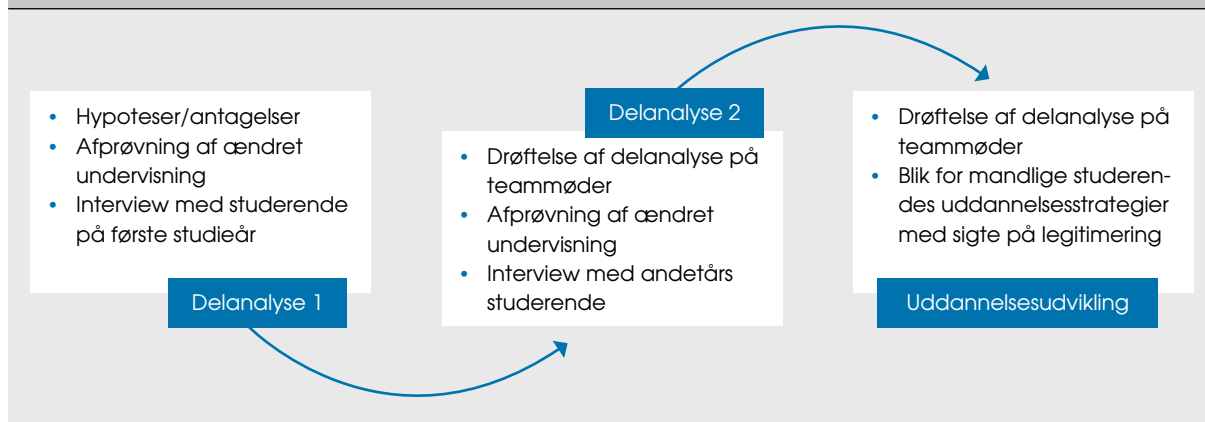 • Hypoteser/antagelser
• Afprøvning af ændret
undervisning
• Interview med studerende
på første studieår
Delanalyse 1
Delanalyse 2
• Drøftelse af delanalyse på
teammøder
• Afprøvning af ændret
undervisning
• Interview med andetårs
studerende
• Drøftelse af delanalyse på
teammøder
• Blik for mandlige studeren-
des uddannelsesstrategier
med sigte på legitimering
Uddannelsesudvikling